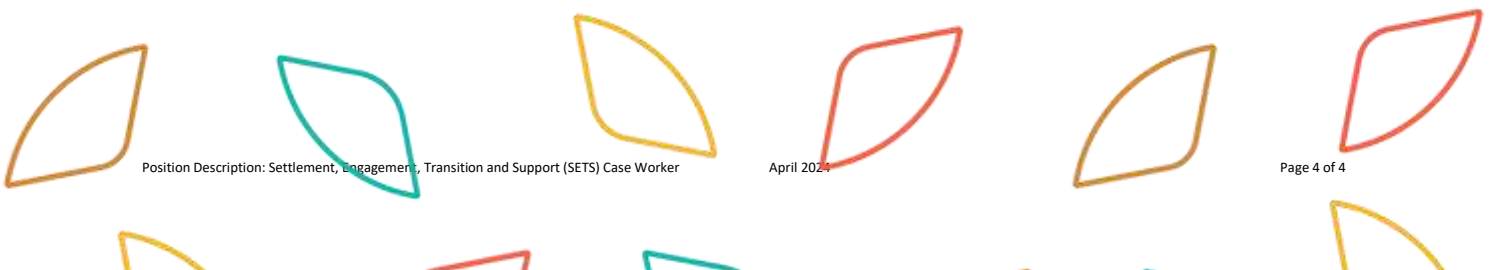 Position Description: Settlement, Engagement, Transition and Support (SETS) Case Worker April 2024 Page 4 of 4